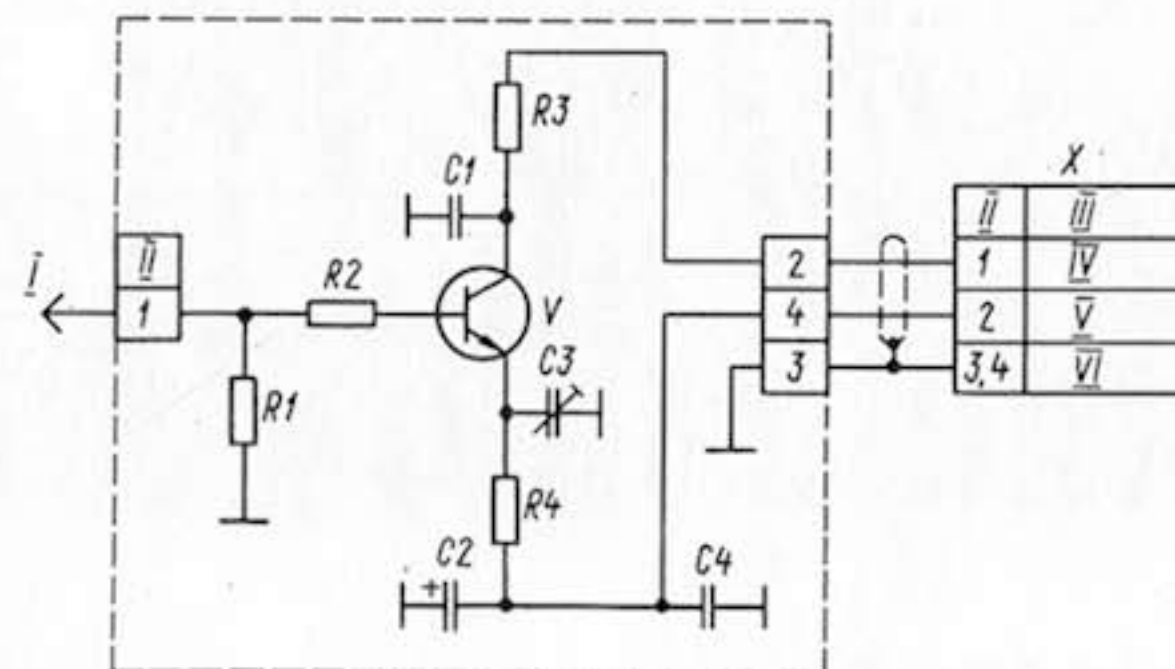 R3
C1
X
II III
I II R2 2 1 IV
1 V 4 2 V
C3 3 3,4 VI
R1
R4
C2 C4
+